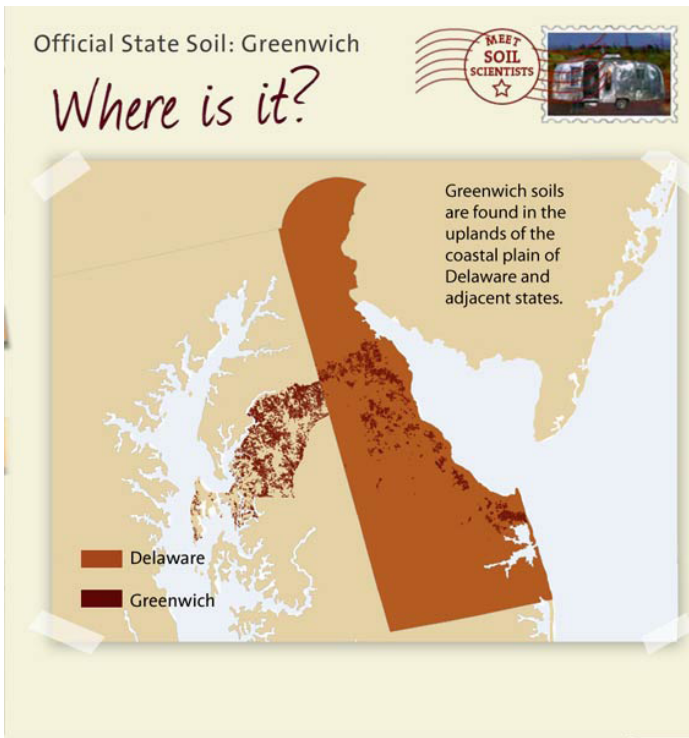 Official State Soil: Greenwich
Where is it?
MEET
SOIL
SCIENTISTS
Greenwich soils
are found in the
uplands of the
coastal plain of
Delaware and
adjacent states.
Delaware
Greenwich